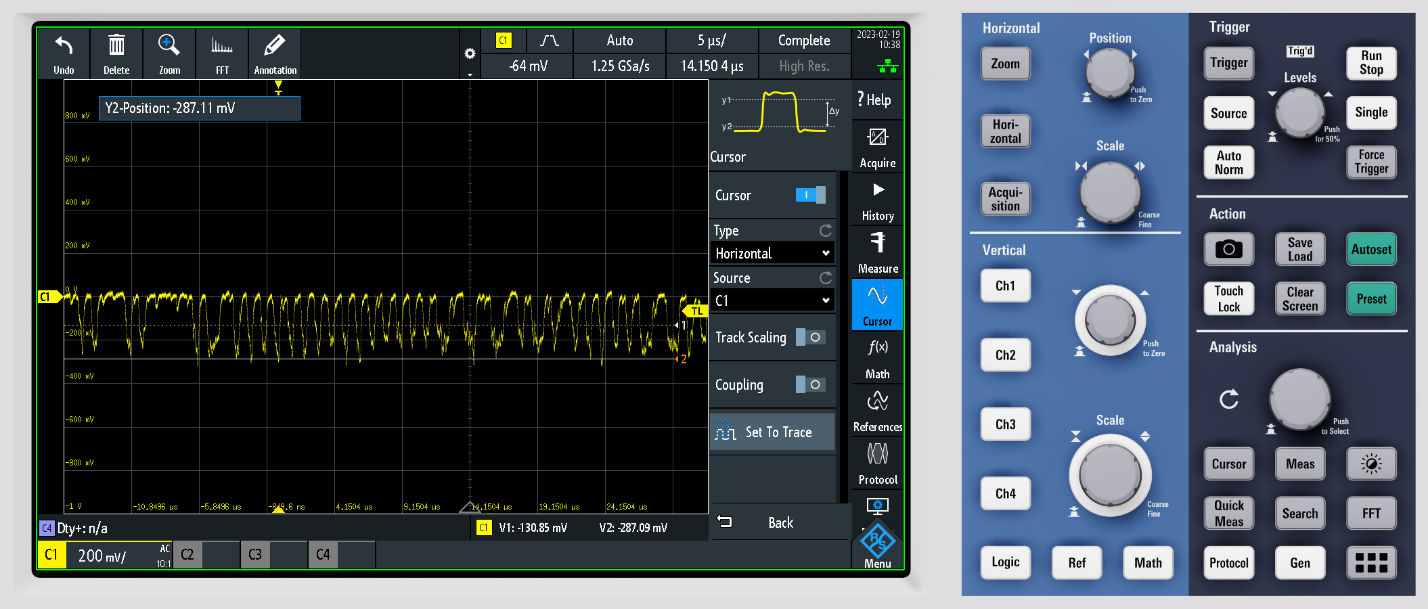 Undo
Delete
Zoom
FFT
Annotation
C1
Auto
5 µs/
Complete
-64 mV
1.25 GSa/s
14.150 4 µs
High Res.
2023-02-19
10:38
Y2-Position: -287.11 mV
800 mV
600 mV
400 mV
200 mV
0 V
-200 mV
-400 mV
-600 mV
-800 mV
-1 V
C1
TL
1
2
-10.8496 µs
-5.8496 µs
4.1504 µs
9.1504 µs
14.1504 µs
19.1504 µs
24.1504 µs
y1
y2
Δy
Cursor
Cursor
Type
Horizontal
Source
C1
Track Scaling
Coupling
Set To Trace
Back
? Help
Acquire
History
Measure
Cursor
f(x)
Math
References
Protocol
R&S
Menu
C4 Dty+: n/a
C1 V1: -130.85 mV V2: -287.09 mV
C1 200 mV/ AC
10:1
C2
C3
C4
Horizontal
Zoom
Hori-
zontal
Acqui-
sition
Position
Push
to Zero
Scale
Coarse
Fine
Vertical
Ch1
Ch2
Ch3
Ch4
Push
to Zero
Scale
Coarse
Fine
Logic
Ref
Math
Trigger
Trigger
Source
Auto
Norm
Trig'd
Levels
Push
for 50%
Run
Stop
Single
Force
Trigger
Action
Save
Load
Autoset
Touch
Lock
Clear
Screen
Preset
Analysis
Push
to Select
Cursor
Meas
Quick
Meas
Search
FFT
Protocol
Gen